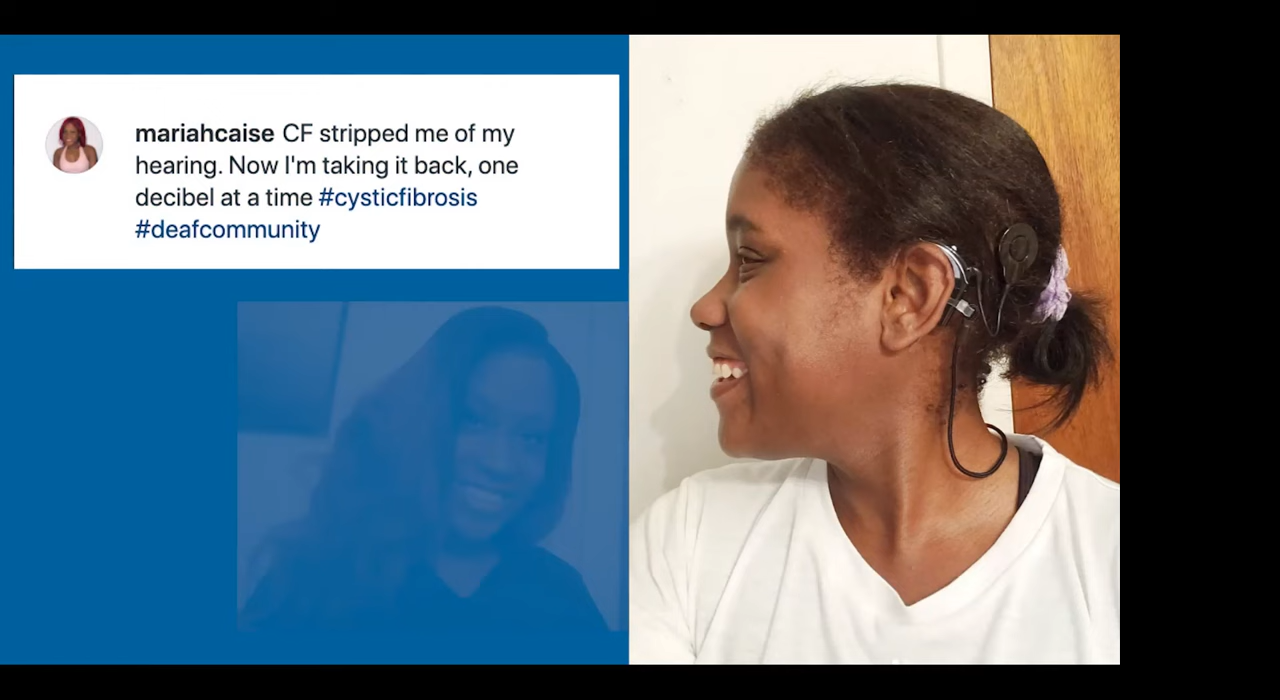 mariahcaise CF stripped me of my
hearing. Now I'm taking it back, one
decibel at a time #cysticfibrosis
#deafcommunity